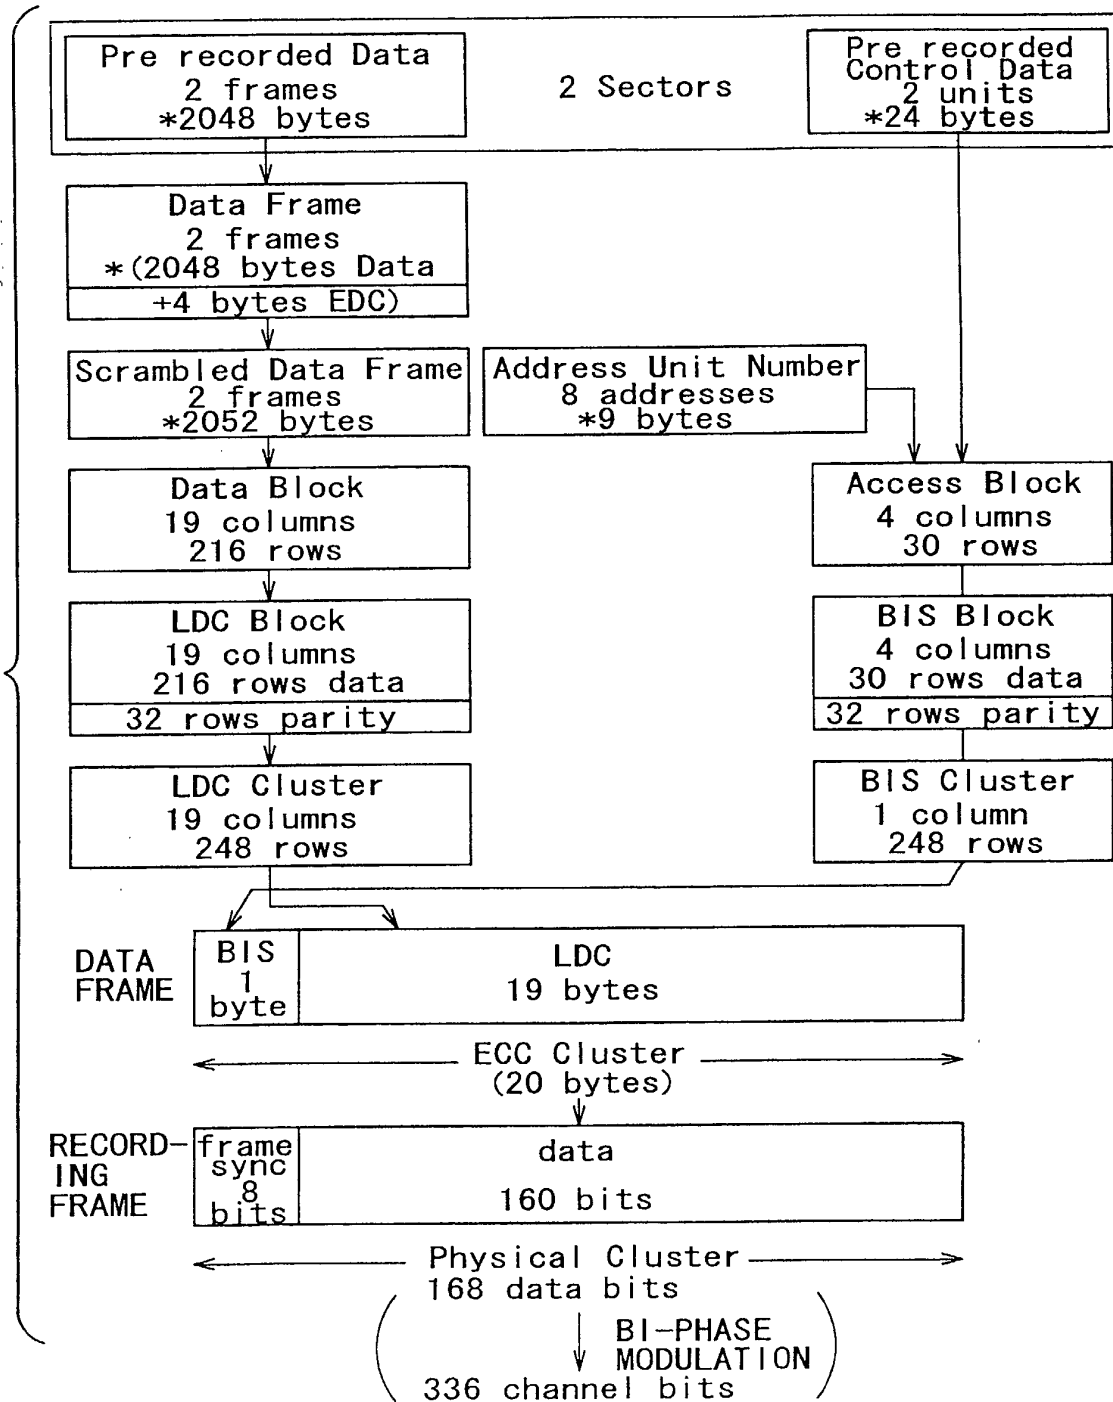 Pre recorded Data
2 frames
*2048 bytes
2 Sectors
Pre recorded
Control Data
2 units
*24 bytes
Data Frame
2 frames
*(2048 bytes Data
+4 bytes EDC)
Scrambled Data Frame
2 frames
*2052 bytes
Address Unit Number
8 addresses
*9 bytes
Data Block
19 columns
216 rows
Access Block
4 columns
30 rows
LDC Block
19 columns
216 rows data
32 rows parity
BIS Block
4 columns
30 rows data
32 rows parity
LDC Cluster
19 columns
248 rows
BIS Cluster
1 column
248 rows
DATA
FRAME
BIS
1
byte
LDC
19 bytes
ECC Cluster
(20 bytes)
RECORD-
ING
FRAME
frame
sync
8
bits
data
160 bits
Physical Cluster
168 data bits
BI-PHASE
MODULATION
336 channel bits